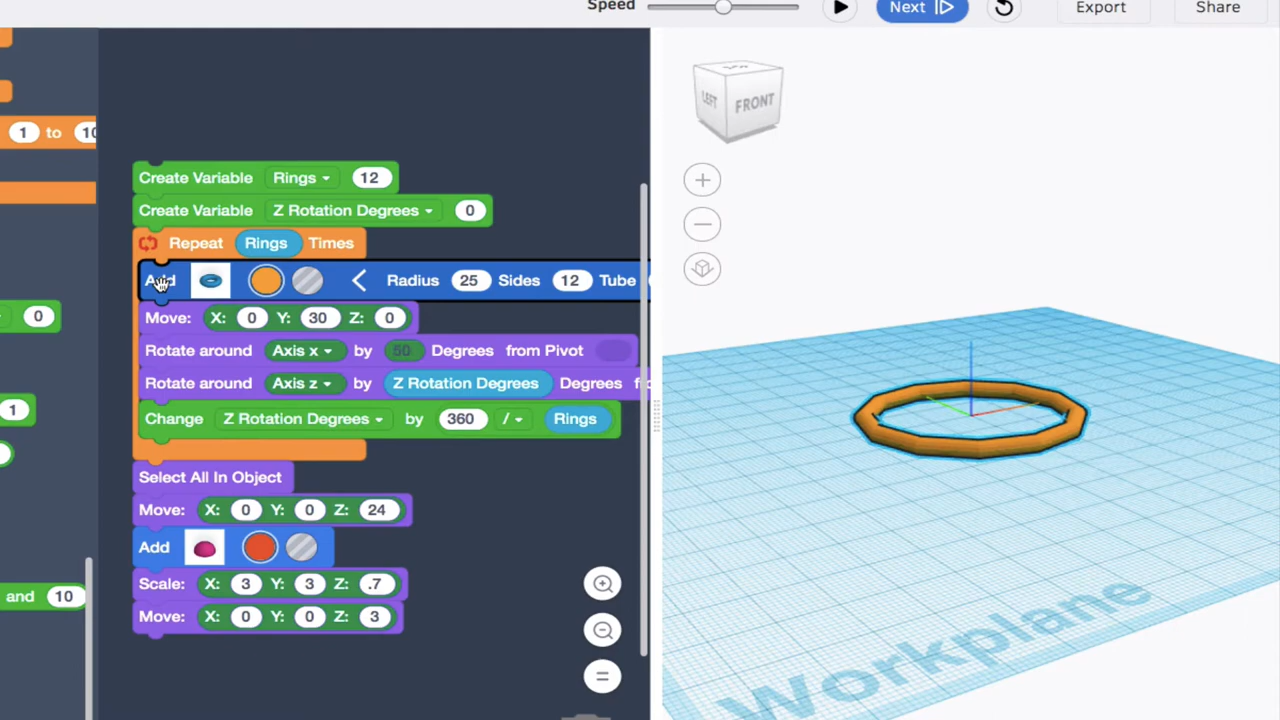 Speed
Next
Export
Share
1 to 10
0
1
and 10
Create Variable Rings 12
Create Variable Z Rotation Degrees 0
Repeat Rings Times
Add Radius 25 Sides 12 Tube
Move: X: 0 Y: 30 Z: 0
Rotate around Axis x by 50 Degrees from Pivot
Rotate around Axis z by Z Rotation Degrees Degrees
Change Z Rotation Degrees by 360 / Rings
Select All In Object
Move: X: 0 Y: 0 Z: 24
Add
Scale: X: 3 Y: 3 Z: .7
Move: X: 0 Y: 0 Z: 3
LEFT FRONT
Workplane